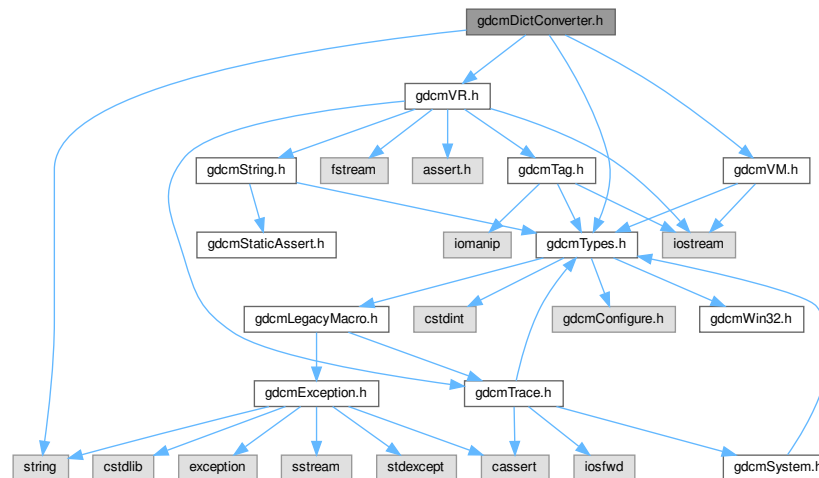 gdcmDictConverter.h
gdcmVR.h
gdcmString.h
fstream
assert.h
gdcmTag.h
gdcmVM.h
gdcmStaticAssert.h
iomanip
gdcmTypes.h
iostream
gdcmLegacyMacro.h
cstdint
gdcmConfigure.h
gdcmWin32.h
gdcmException.h
gdcmTrace.h
string
cstdlib
exception
sstream
stdexcept
cassert
iosfwd
gdcmSystem.h